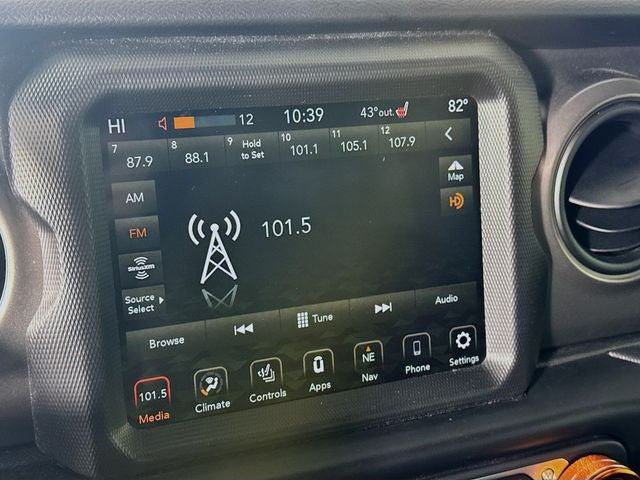 HI 12 10:39 43°out. 82°
7 87.9 8 88.1 9 Hold to Set 10 101.1 11 105.1 12 107.9
Map
AM
HD
FM
101.5
SiriusXM
Source
Select
Browse Tune Audio
101.5 NE
Media Climate Controls Apps Nav Phone Settings